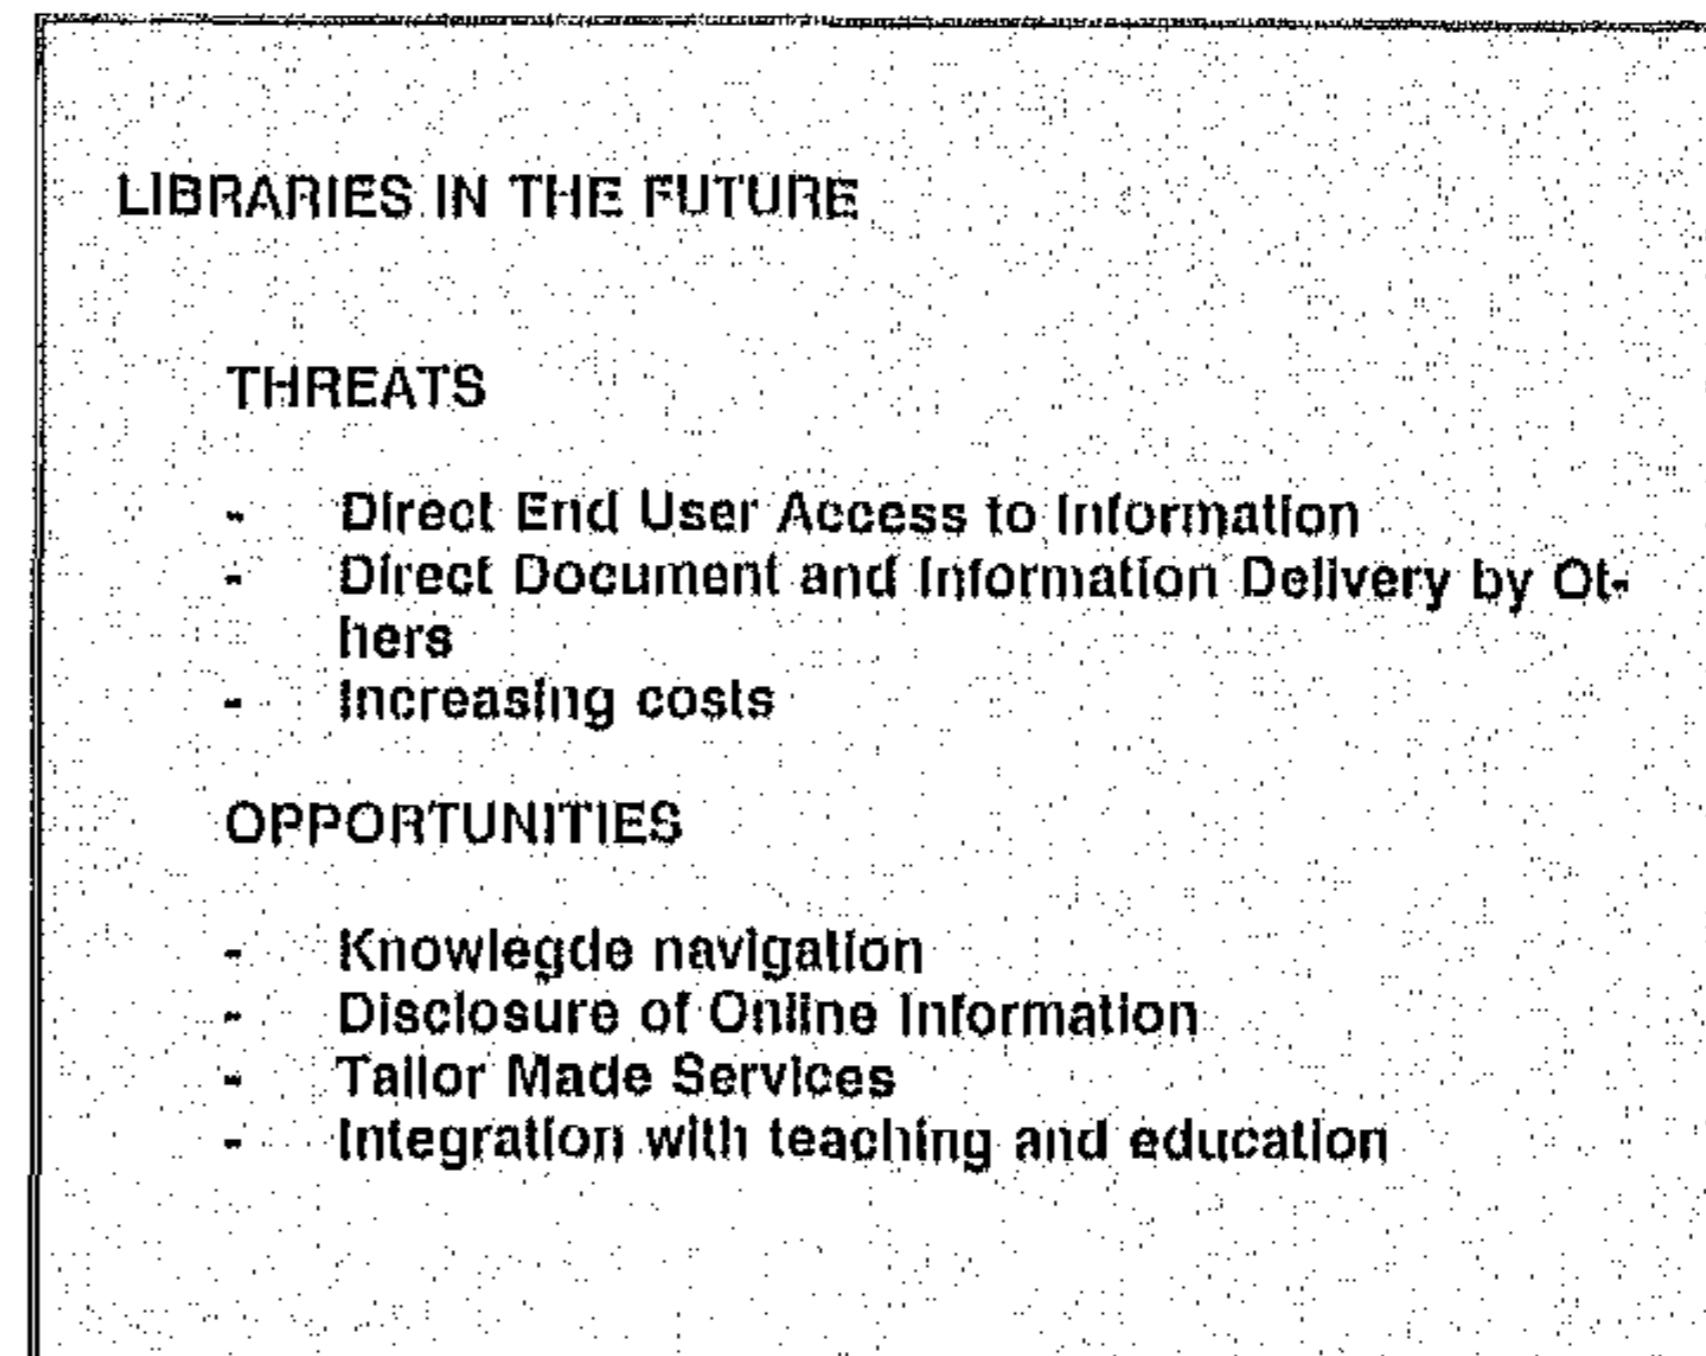 LIBRARIES IN THE FUTURE
THREATS
- Direct End User Access to Information
- Direct Document and Information Delivery by Ot-
hers
- Increasing costs
OPPORTUNITIES
- Knowlegde navigation
- Disclosure of Online Information
- Tailor Made Services
- Integration with teaching and education